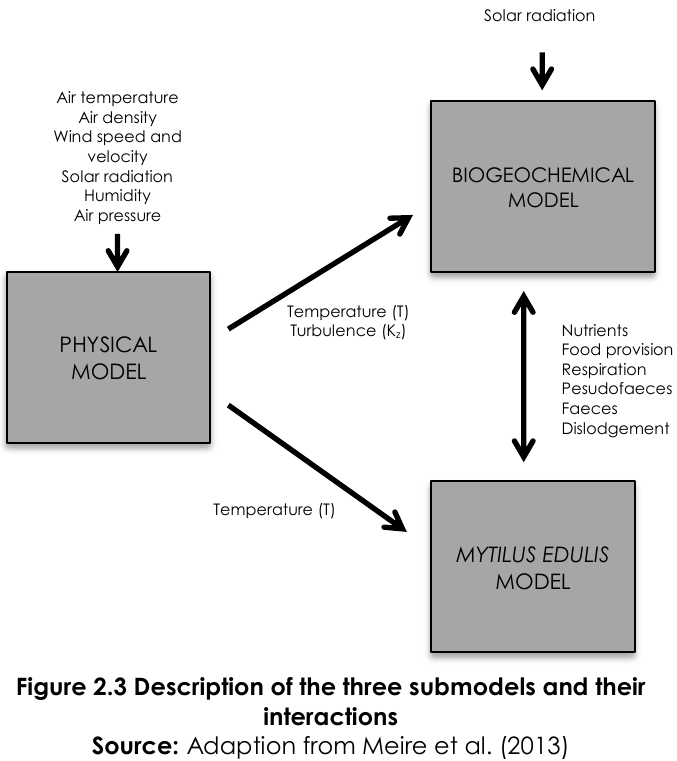 Solar radiation
Air temperature
Air density
Wind speed and
velocity
Solar radiation
Humidity
Air pressure
BIOGEOCHEMICAL
MODEL
Temperature (T)
Turbulence (Kz)
PHYSICAL
MODEL
Nutrients
Food provision
Respiration
Pesudofaeces
Faeces
Dislodgement
Temperature (T)
MYTILUS EDULIS
MODEL
Figure 2.3 Description of the three submodels and their
interactions
Source: Adaption from Meire et al. (2013)